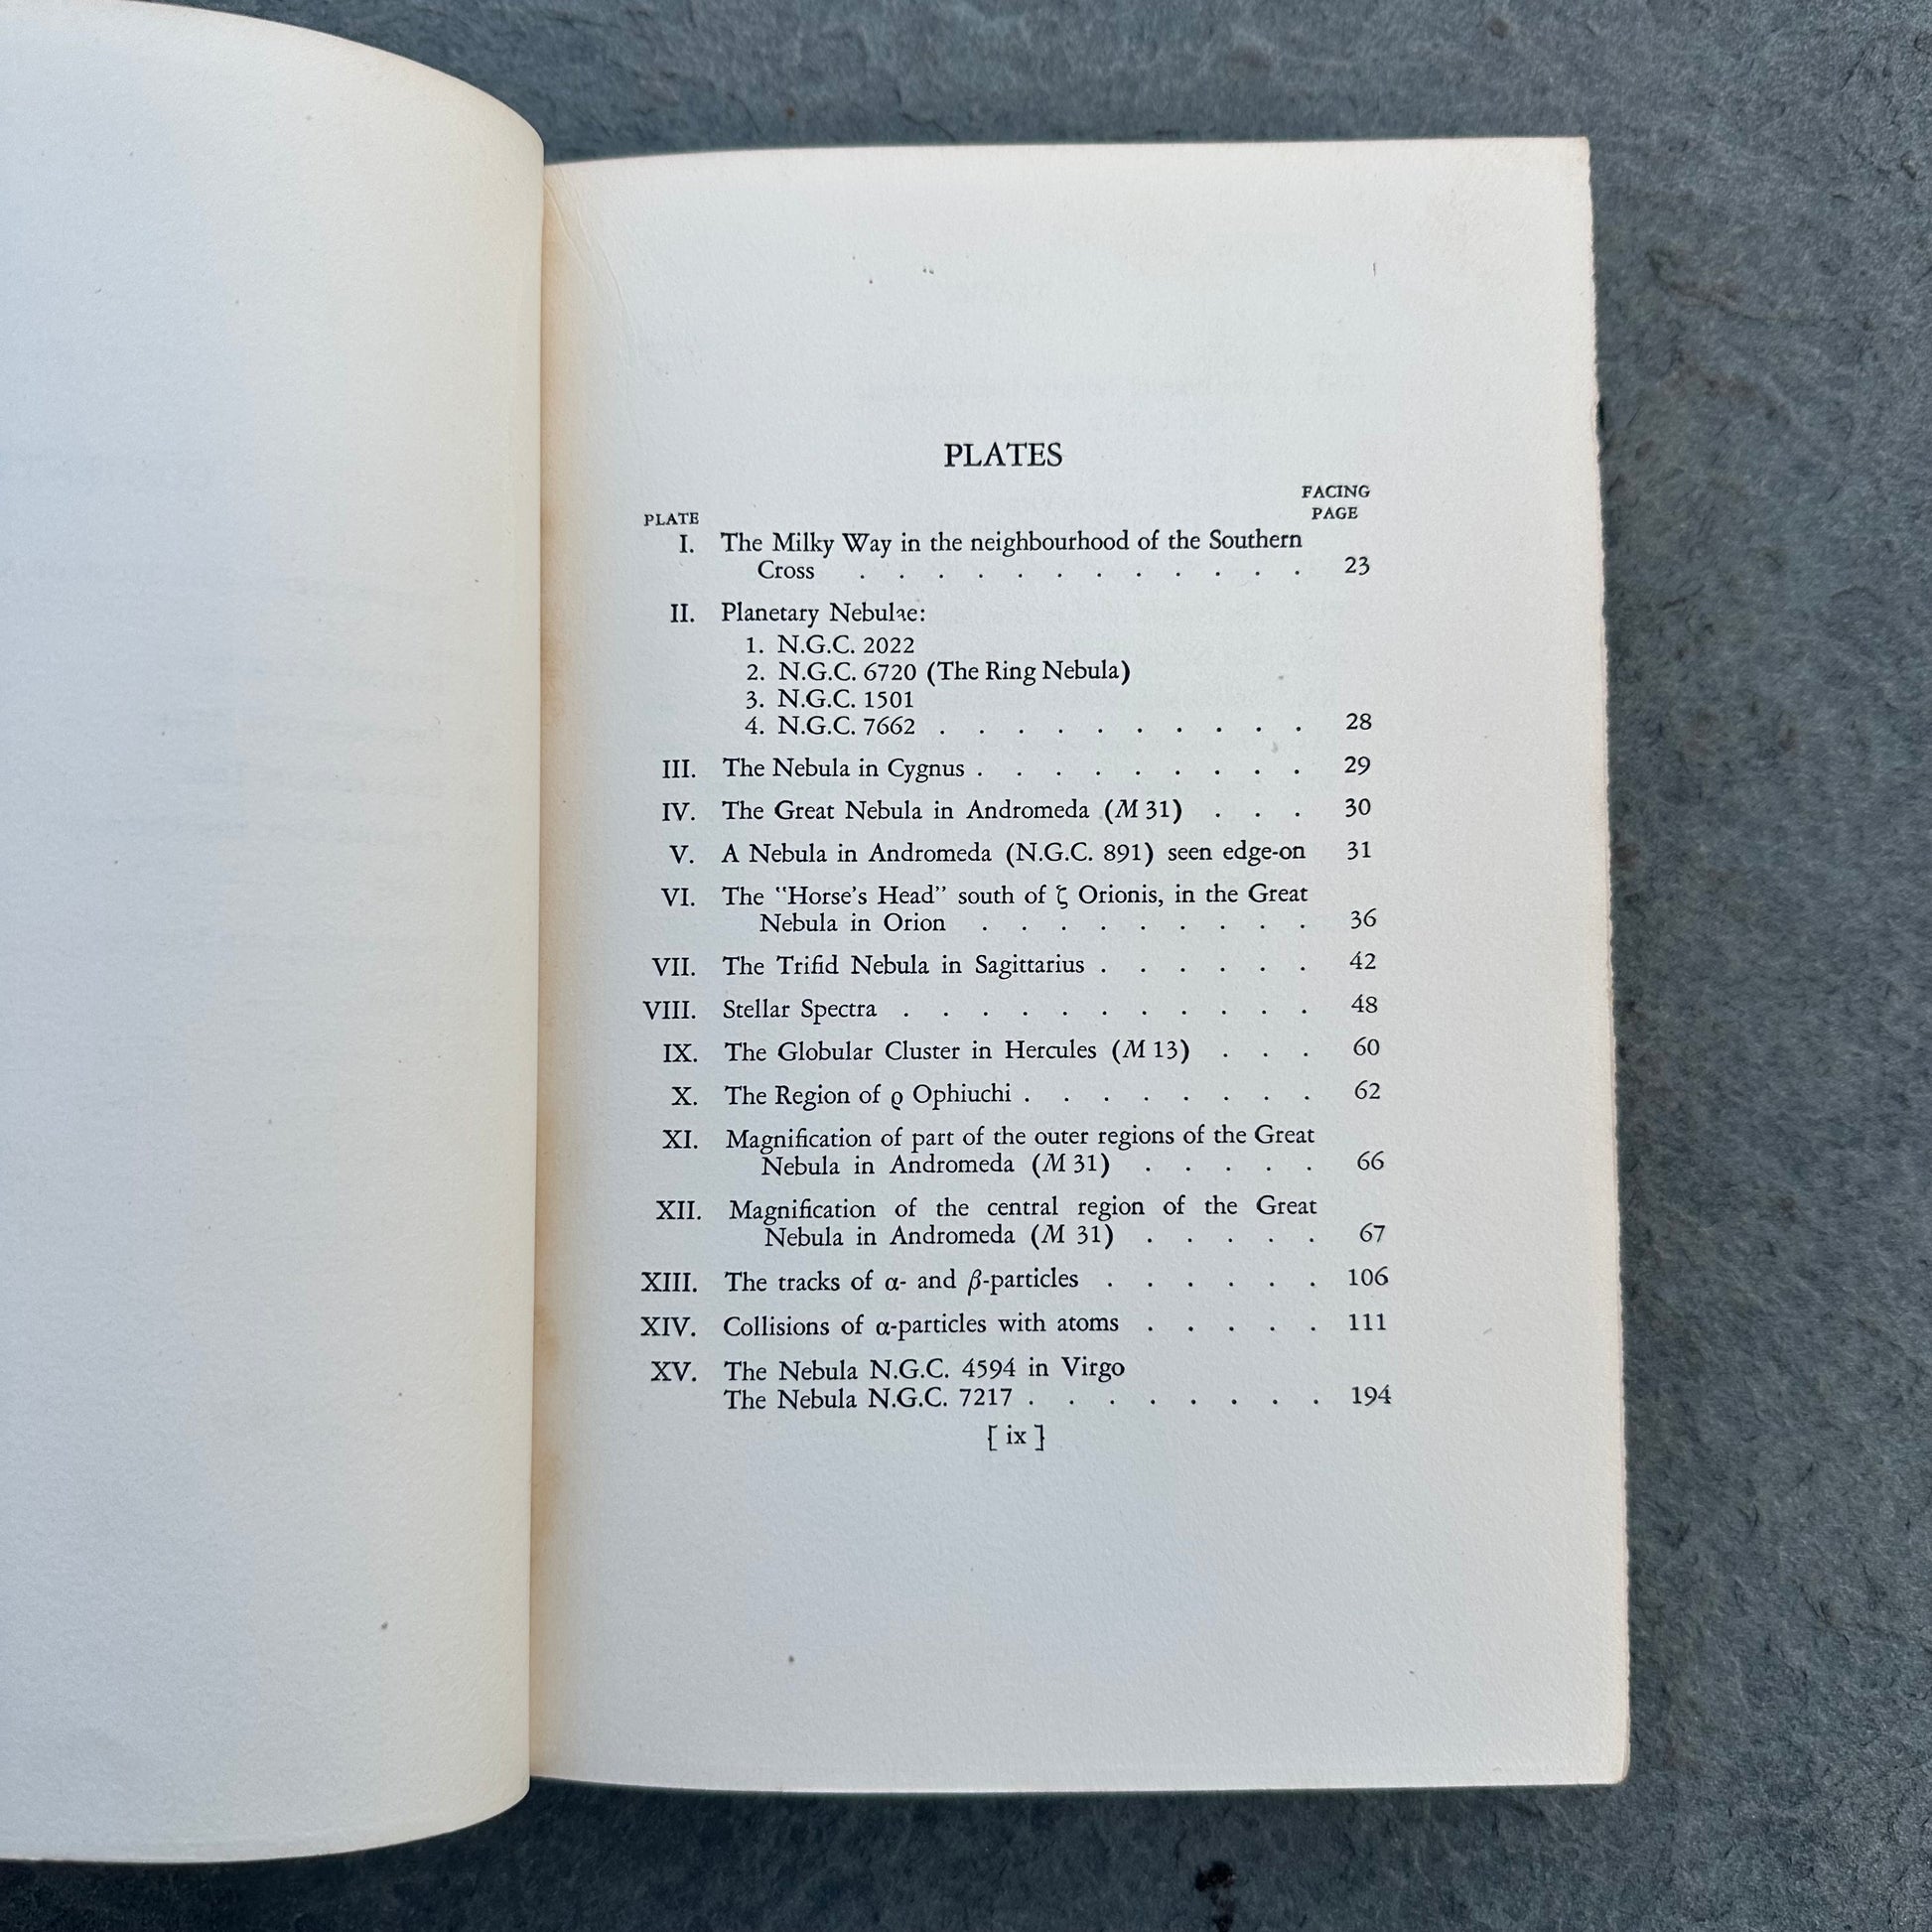 PLATES
FACING
PLATE PAGE
I. The Milky Way in the neighbourhood of the Southern
Cross . . . . . . . . . . . . 23
II. Planetary Nebulae:
1. N.G.C. 2022
2. N.G.C. 6720 (The Ring Nebula)
3. N.G.C. 1501
4. N.G.C. 7662 . . . . . . . . . . 28
III. The Nebula in Cygnus . . . . . . . . . 29
IV. The Great Nebula in Andromeda (M 31) . . . 30
V. A Nebula in Andromeda (N.G.C. 891) seen edge-on 31
VI. The "Horse's Head" south of ζ Orionis, in the Great
Nebula in Orion . . . . . . . . . 36
VII. The Trifid Nebula in Sagittarius . . . . . . 42
VIII. Stellar Spectra . . . . . . . . . . . 48
IX. The Globular Cluster in Hercules (M 13) . . . 60
X. The Region of ϱ Ophiuchi . . . . . . . . 62
XI. Magnification of part of the outer regions of the Great
Nebula in Andromeda (M 31) . . . . . 66
XII. Magnification of the central region of the Great
Nebula in Andromeda (M 31) . . . . . 67
XIII. The tracks of α- and β-particles . . . . . . 106
XIV. Collisions of α-particles with atoms . . . . . 111
XV. The Nebula N.G.C. 4594 in Virgo
The Nebula N.G.C. 7217 . . . . . . . . 194
[ ix ]